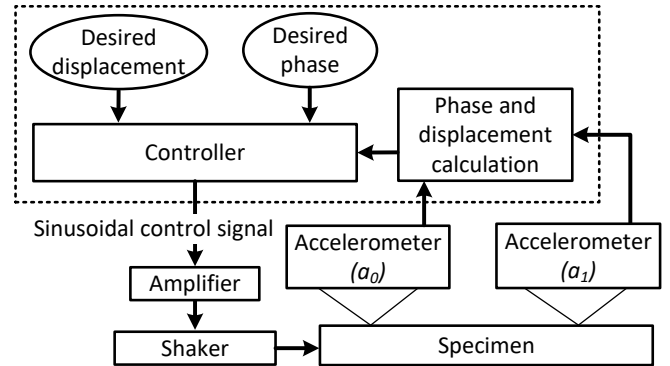 Desired
displacement
Desired
phase
Controller
Phase and
displacement
calculation
Sinusoidal control signal
Amplifier
Shaker
Accelerometer
(a0)
Accelerometer
(a1)
Specimen